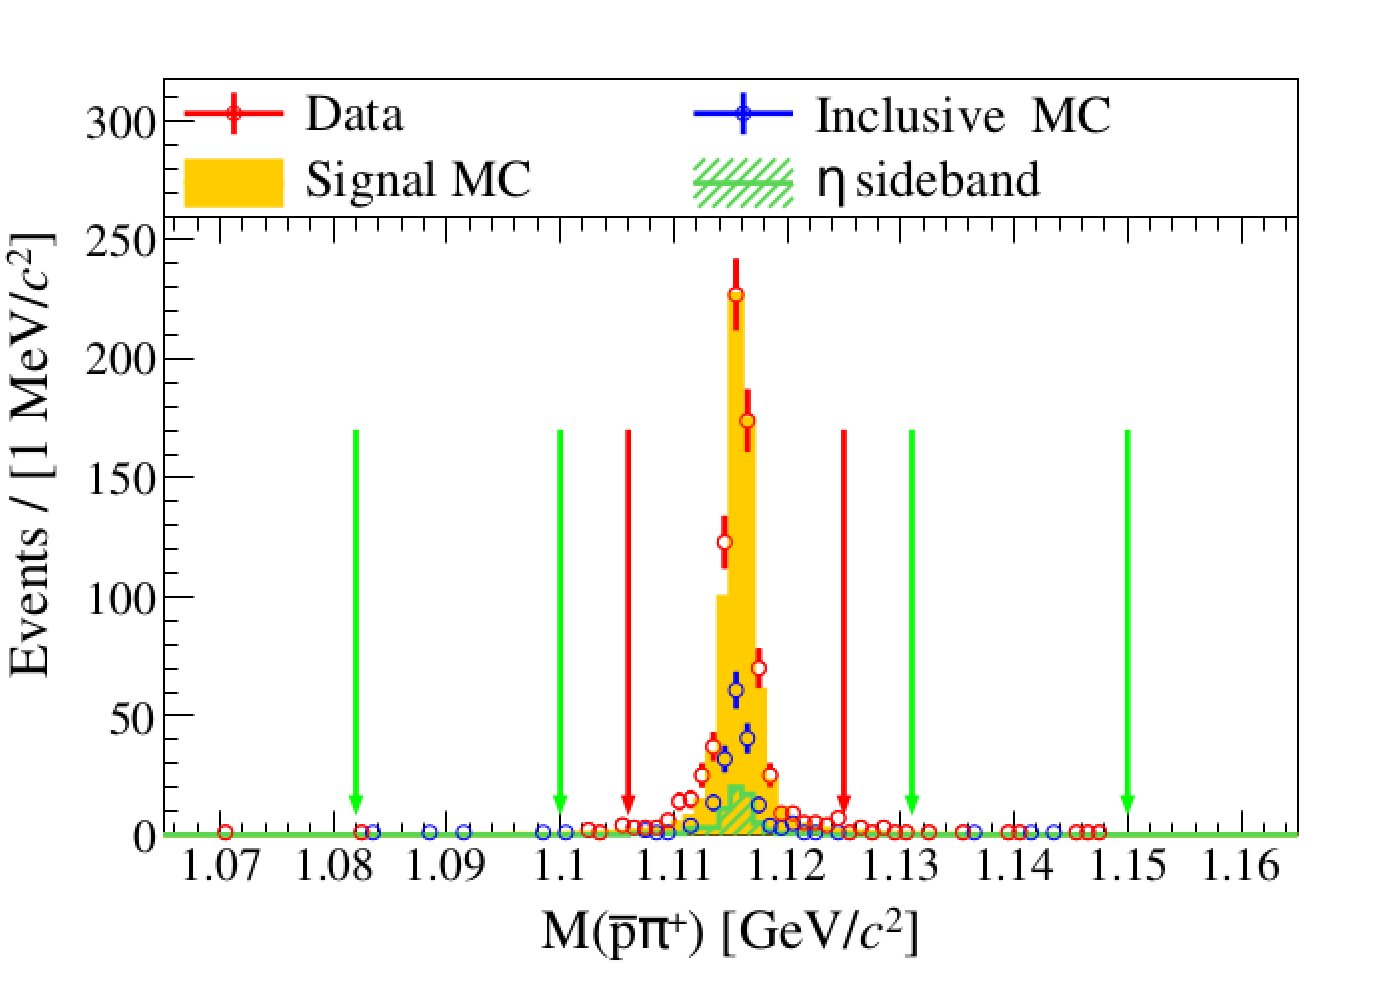 Data
Inclusive MC
Signal MC
η sideband
300
250
200
150
100
50
0
Events / [1 MeV/c²]
1.07 1.08 1.09 1.1 1.11 1.12 1.13 1.14 1.15 1.16
M(p̅π⁺) [GeV/c²]